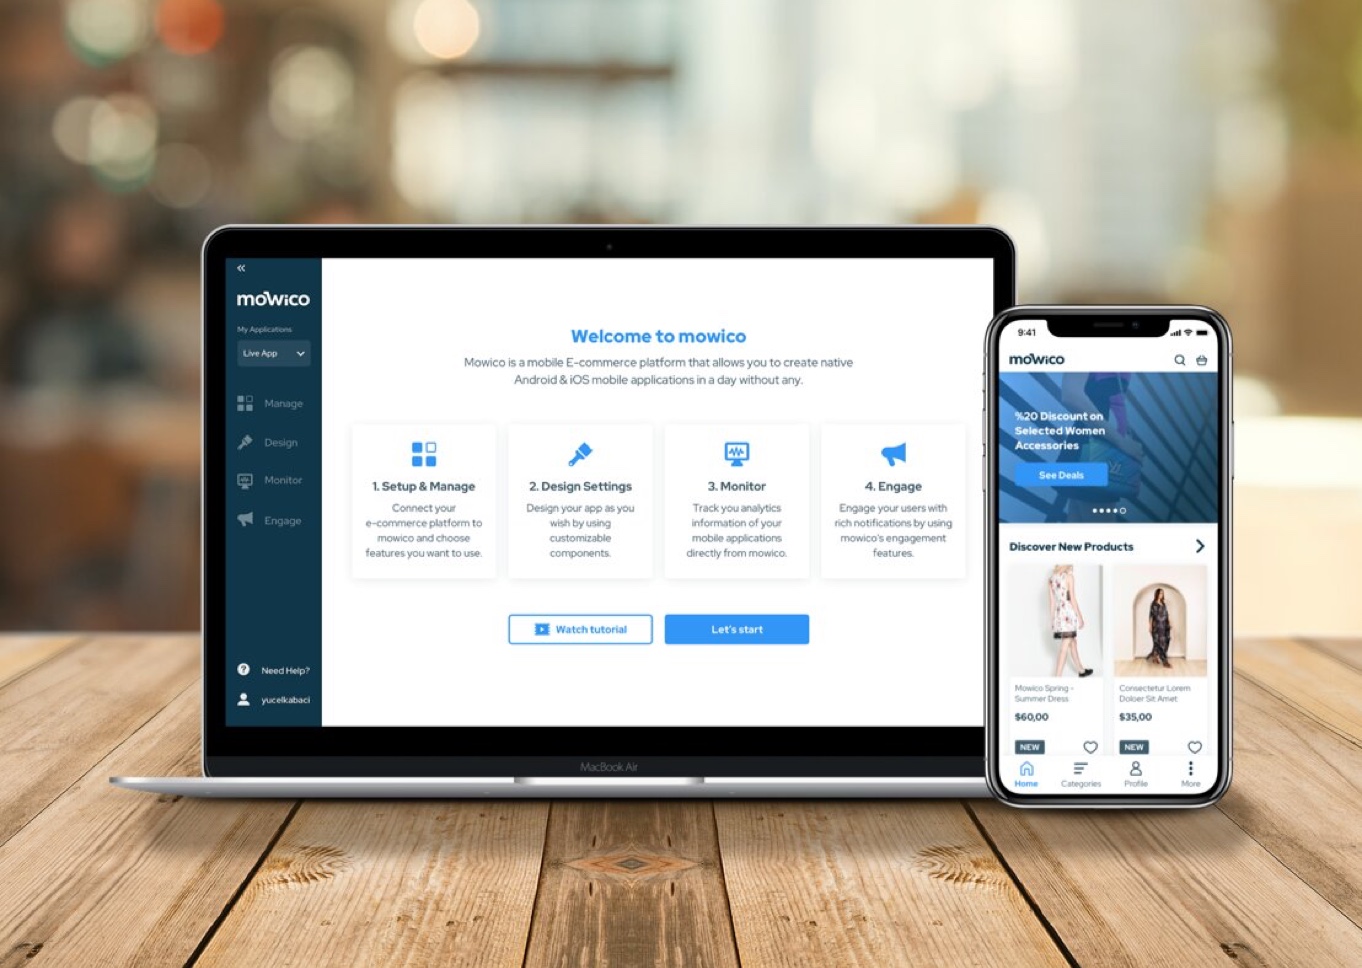 mowico
My Applications
Live App
Manage
Design
Monitor
Engage
Need Help?
yucelkabaci
Welcome to mowico
Mowico is a mobile E-commerce platform that allows you to create native
Android & iOS mobile applications in a day without any.
1. Setup & Manage
Connect your
e-commerce platform to
mowico and choose
features you want to use.
2. Design Settings
Design your app as you
wish by using
customizable
components.
3. Monitor
Track you analytics
information of your
mobile applications
directly from mowico.
4. Engage
Engage your users with
rich notifications by using
mowico's engagement
features.
Watch tutorial
Let's start
MacBook Air
9:41
mowico
%20 Discount on
Selected Women
Accessories
See Deals
Discover New Products
Mowico Spring -
Summer Dress
$60,00
NEW
Consectetur Lorem
Doloer Sit Amet
$35,00
NEW
Home
Categories
Profile
More